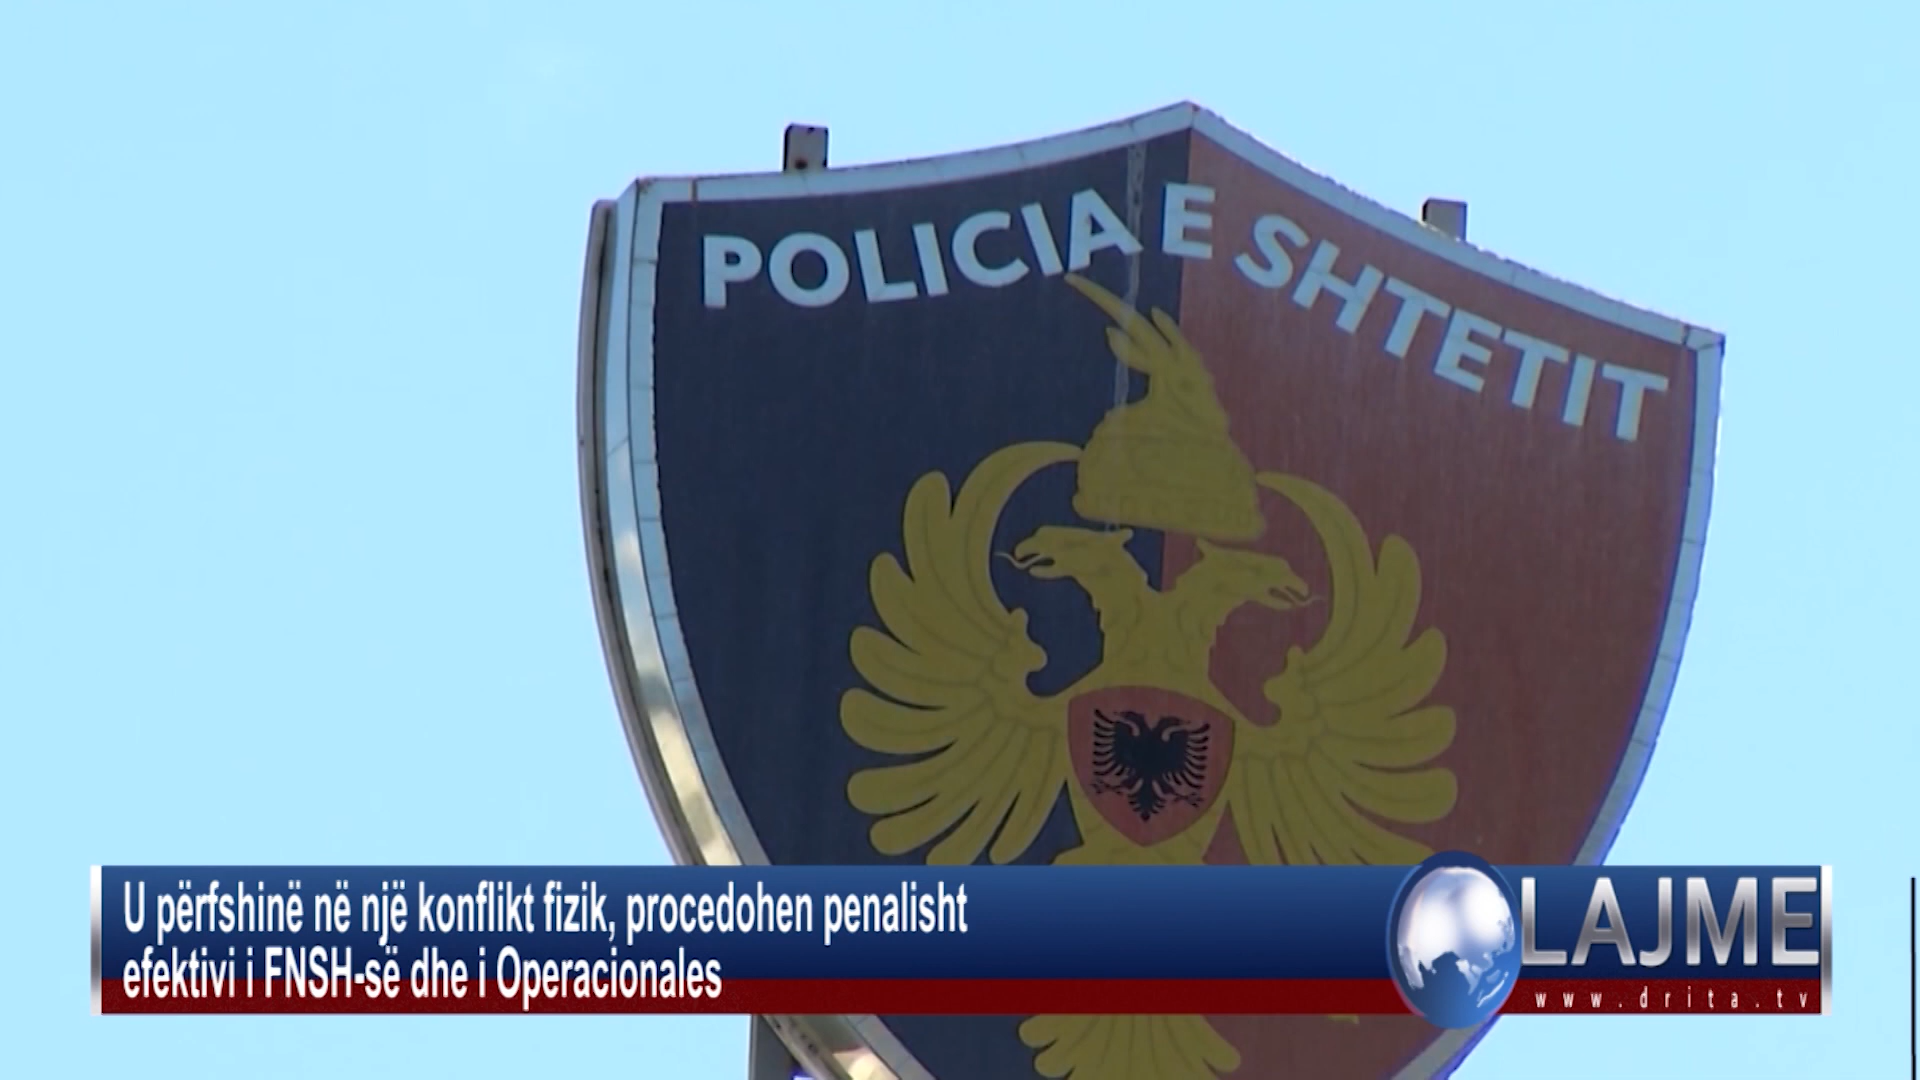 POLICIA E SHTETIT
U përfshinë në një konflikt fizik, procedohen penalisht
efektivi i FNSH-së dhe i Operacionales
LAJME
www.drita.tv